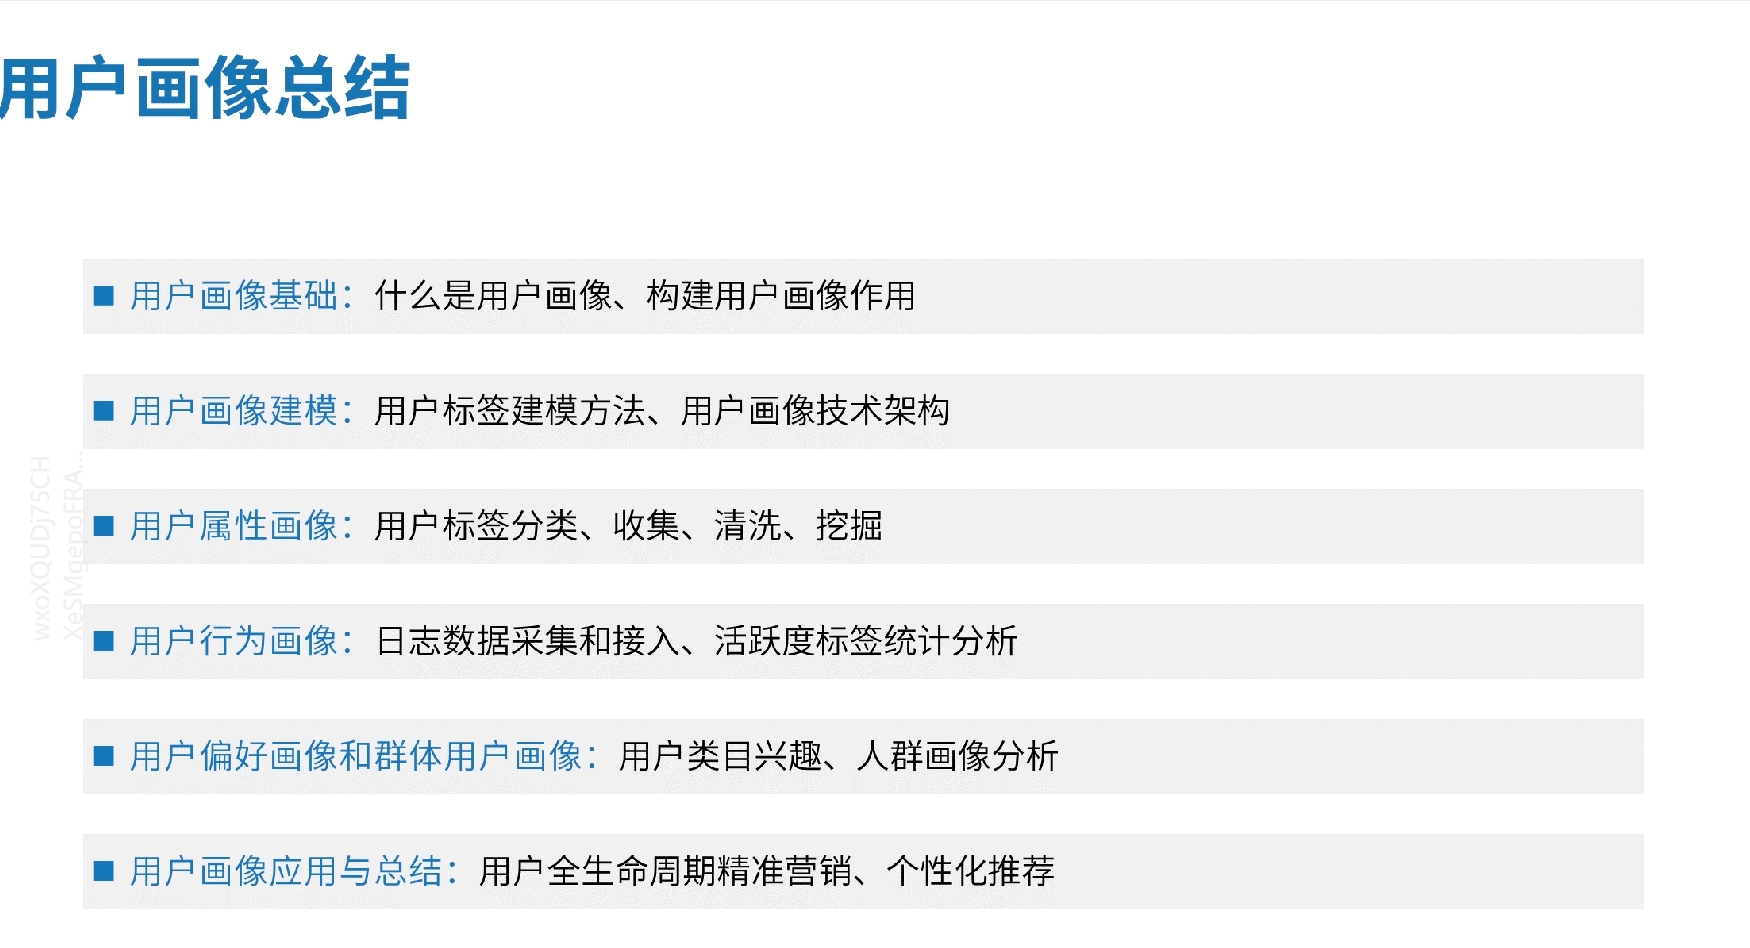 用户画像总结
■ 用户画像基础：什么是用户画像、构建用户画像作用
■ 用户画像建模：用户标签建模方法、用户画像技术架构
■ 用户属性画像：用户标签分类、收集、清洗、挖掘
■ 用户行为画像：日志数据采集和接入、活跃度标签统计分析
■ 用户偏好画像和群体用户画像：用户类目兴趣、人群画像分析
■ 用户画像应用与总结：用户全生命周期精准营销、个性化推荐
wxoXQUDj75CH
XeSMgepoFRA...